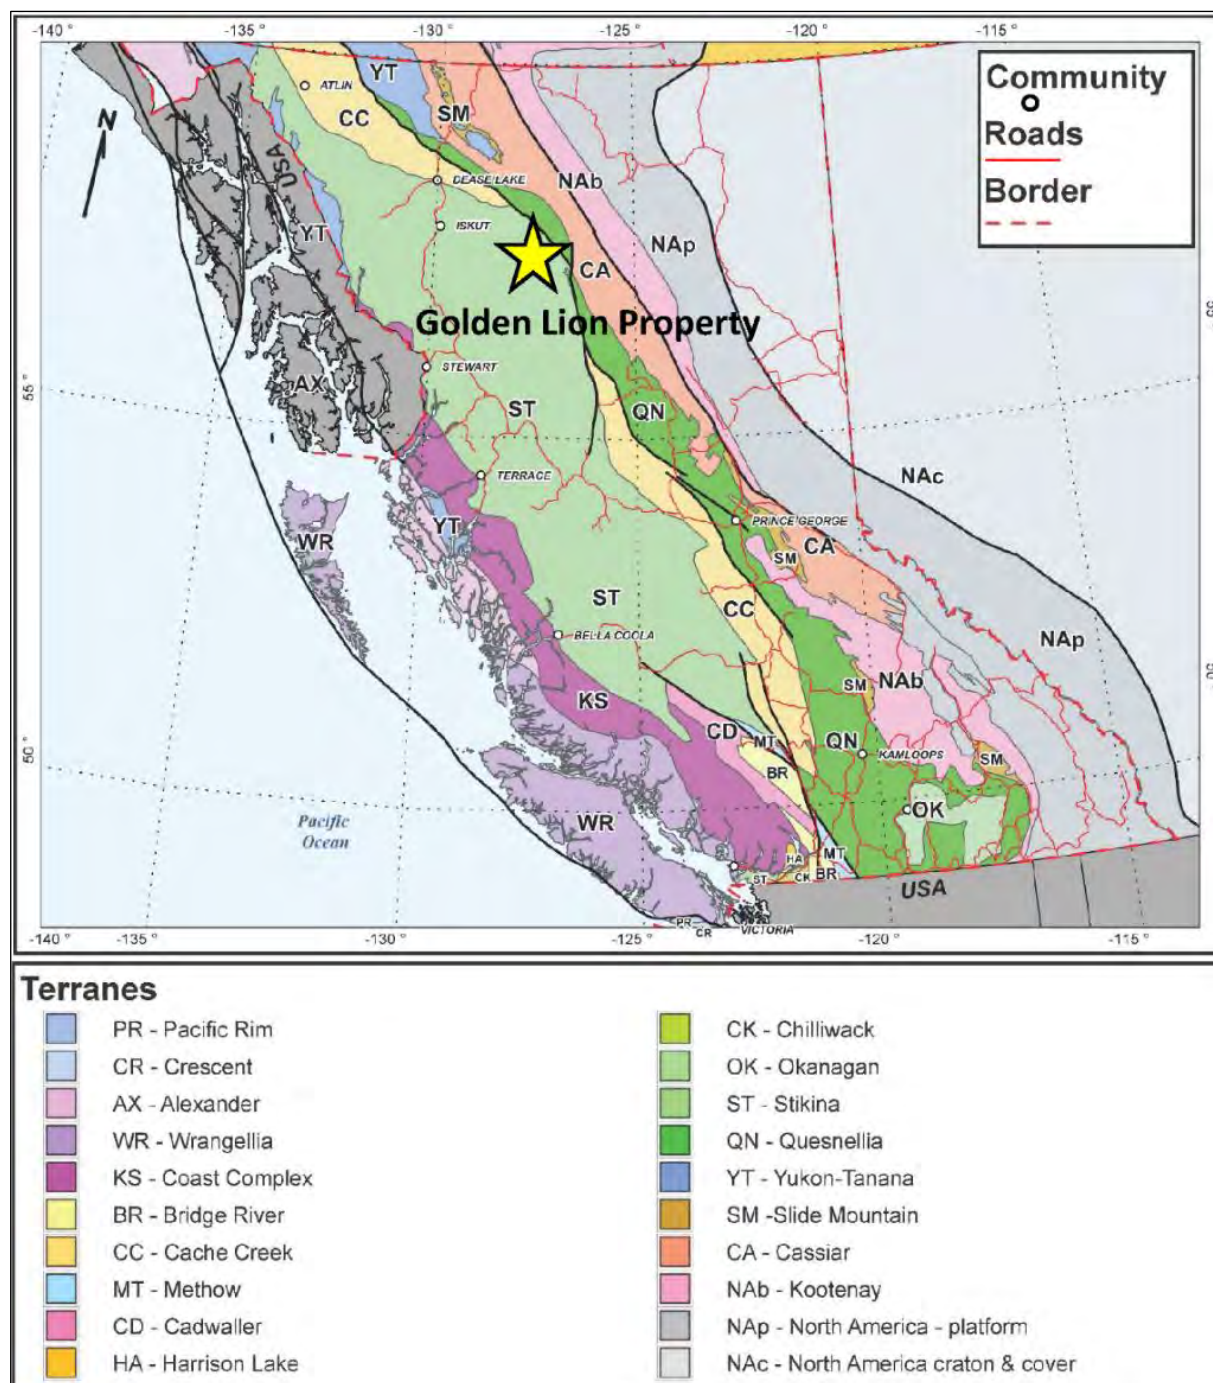 -140 °
-135 °
-130 °
-125 °
-120 °
-115 °
Community
Roads
Border
N
ATLIN
YT
CC
SM
USA
DEASE LAKE
NAb
ISKUT
YT
NAp
CA
Golden Lion Property
STEWART
55 °
AX
ST
QN
NAc
TERRACE
PRINCE GEORGE
WR
YT
CA
SM
ST
CC
BELLA COOLA
NAp
NAb
SM
KS
CD
MT
QN
KAMLOOPS
SM
BR
50 °
Pacific
Ocean
WR
OK
HA
MT
ST
CK
BR
USA
PR
CR
VICTORIA
-140 °
-135 °
-130 °
-125 °
-120 °
-115 °
Terranes
PR - Pacific Rim
CR - Crescent
AX - Alexander
WR - Wrangellia
KS - Coast Complex
BR - Bridge River
CC - Cache Creek
MT - Methow
CD - Cadwaller
HA - Harrison Lake
CK - Chilliwack
OK - Okanagan
ST - Stikina
QN - Quesnellia
YT - Yukon-Tanana
SM -Slide Mountain
CA - Cassiar
NAb - Kootenay
NAp - North America - platform
NAc - North America craton & cover